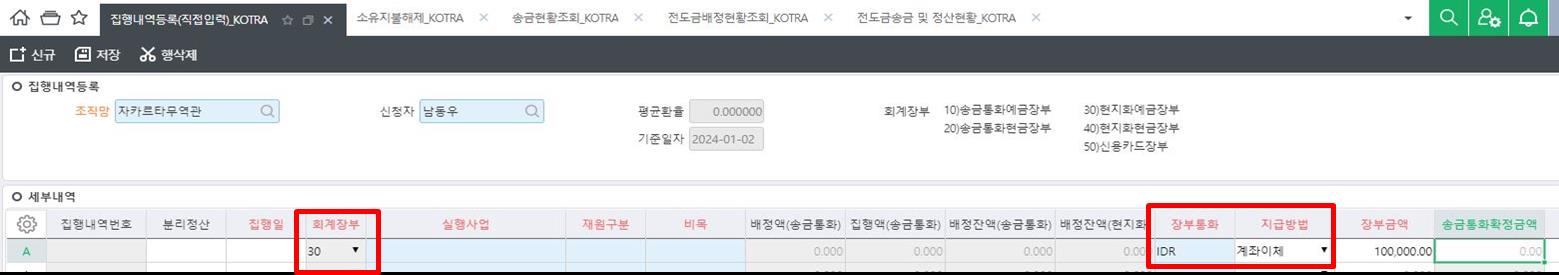 집행내역등록(직접입력)_KOTRA 소유지불해제_KOTRA 송금현황조회_KOTRA 전도금배정현황조회_KOTRA 전도금송금 및 정산현황_KOTRA
신규 저장 행삭제
집행내역등록
조직망 자카르타무역관 신청자 남동우 평균환율 0.000000 회계장부 10)송금통화예금장부 30)현지화예금장부
20)송금통화현금장부 40)현지화현금장부
기준일자 2024-01-02 50)신용카드장부
세부내역
집행내역번호 분리정산 집행일 회계장부 실행사업 재원구분 비목 배정액(송금통화) 집행액(송금통화) 배정잔액(송금통화) 배정잔액(현지화 장부통화 지급방법 장부금액 송금통화확정금액
A 30 0.000 0.000 0.000 0.000 IDR 계좌이체 100,000.00 0.00